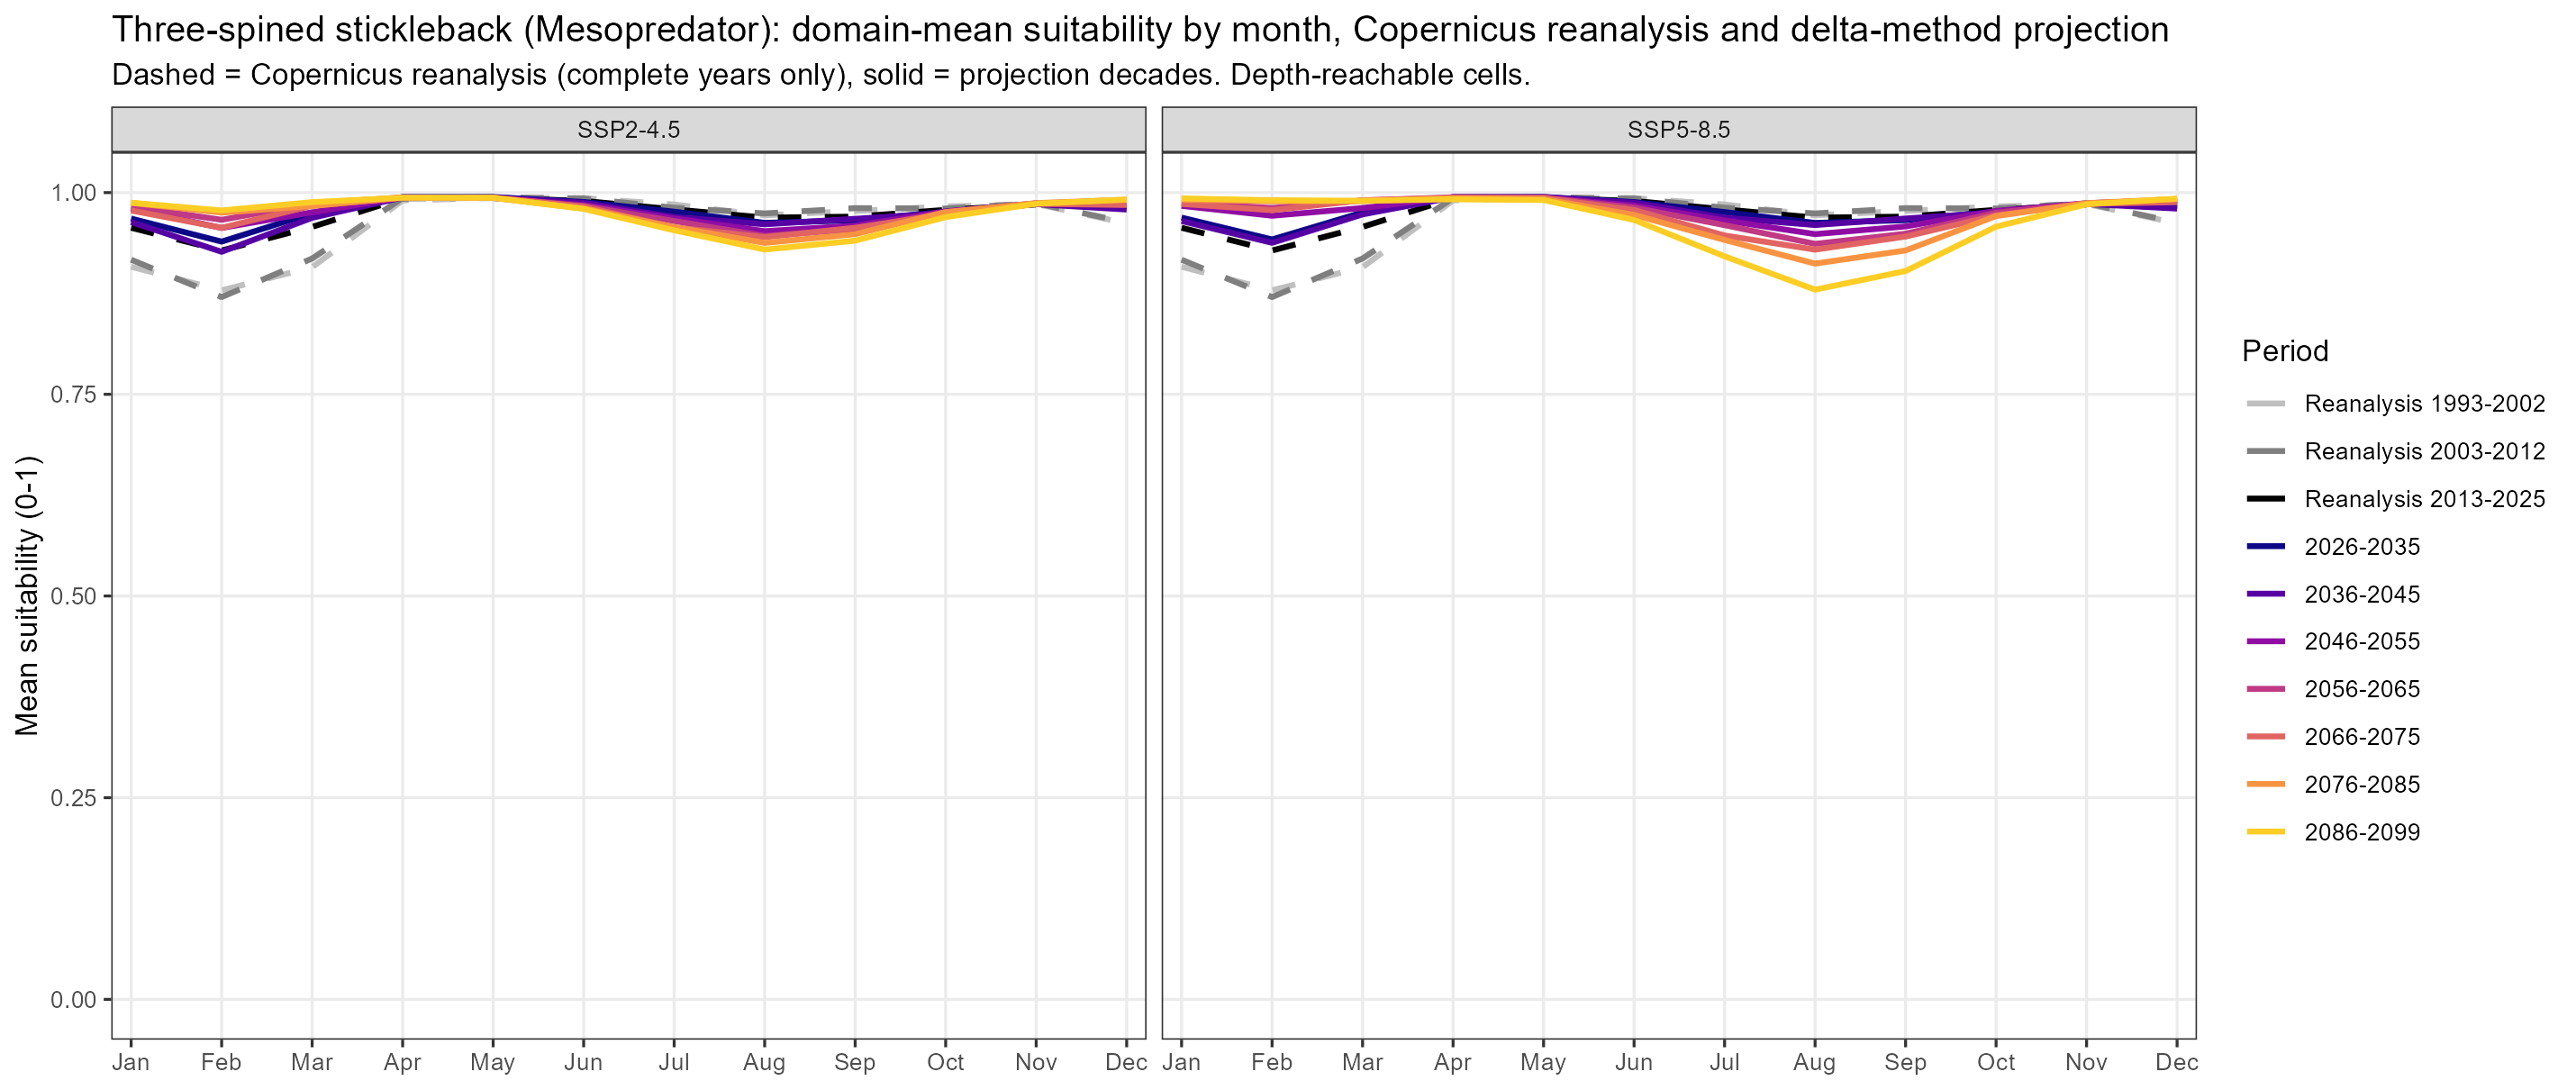 Three-spined stickleback (Mesopredator): domain-mean suitability by month, Copernicus reanalysis and delta-method projection
Dashed = Copernicus reanalysis (complete years only), solid = projection decades. Depth-reachable cells.
SSP2-4.5
SSP5-8.5
Mean suitability (0-1)
1.00
0.75
0.50
0.25
0.00
Jan Feb Mar Apr May Jun Jul Aug Sep Oct Nov Dec
Jan Feb Mar Apr May Jun Jul Aug Sep Oct Nov Dec
Period
Reanalysis 1993-2002
Reanalysis 2003-2012
Reanalysis 2013-2025
2026-2035
2036-2045
2046-2055
2056-2065
2066-2075
2076-2085
2086-2099